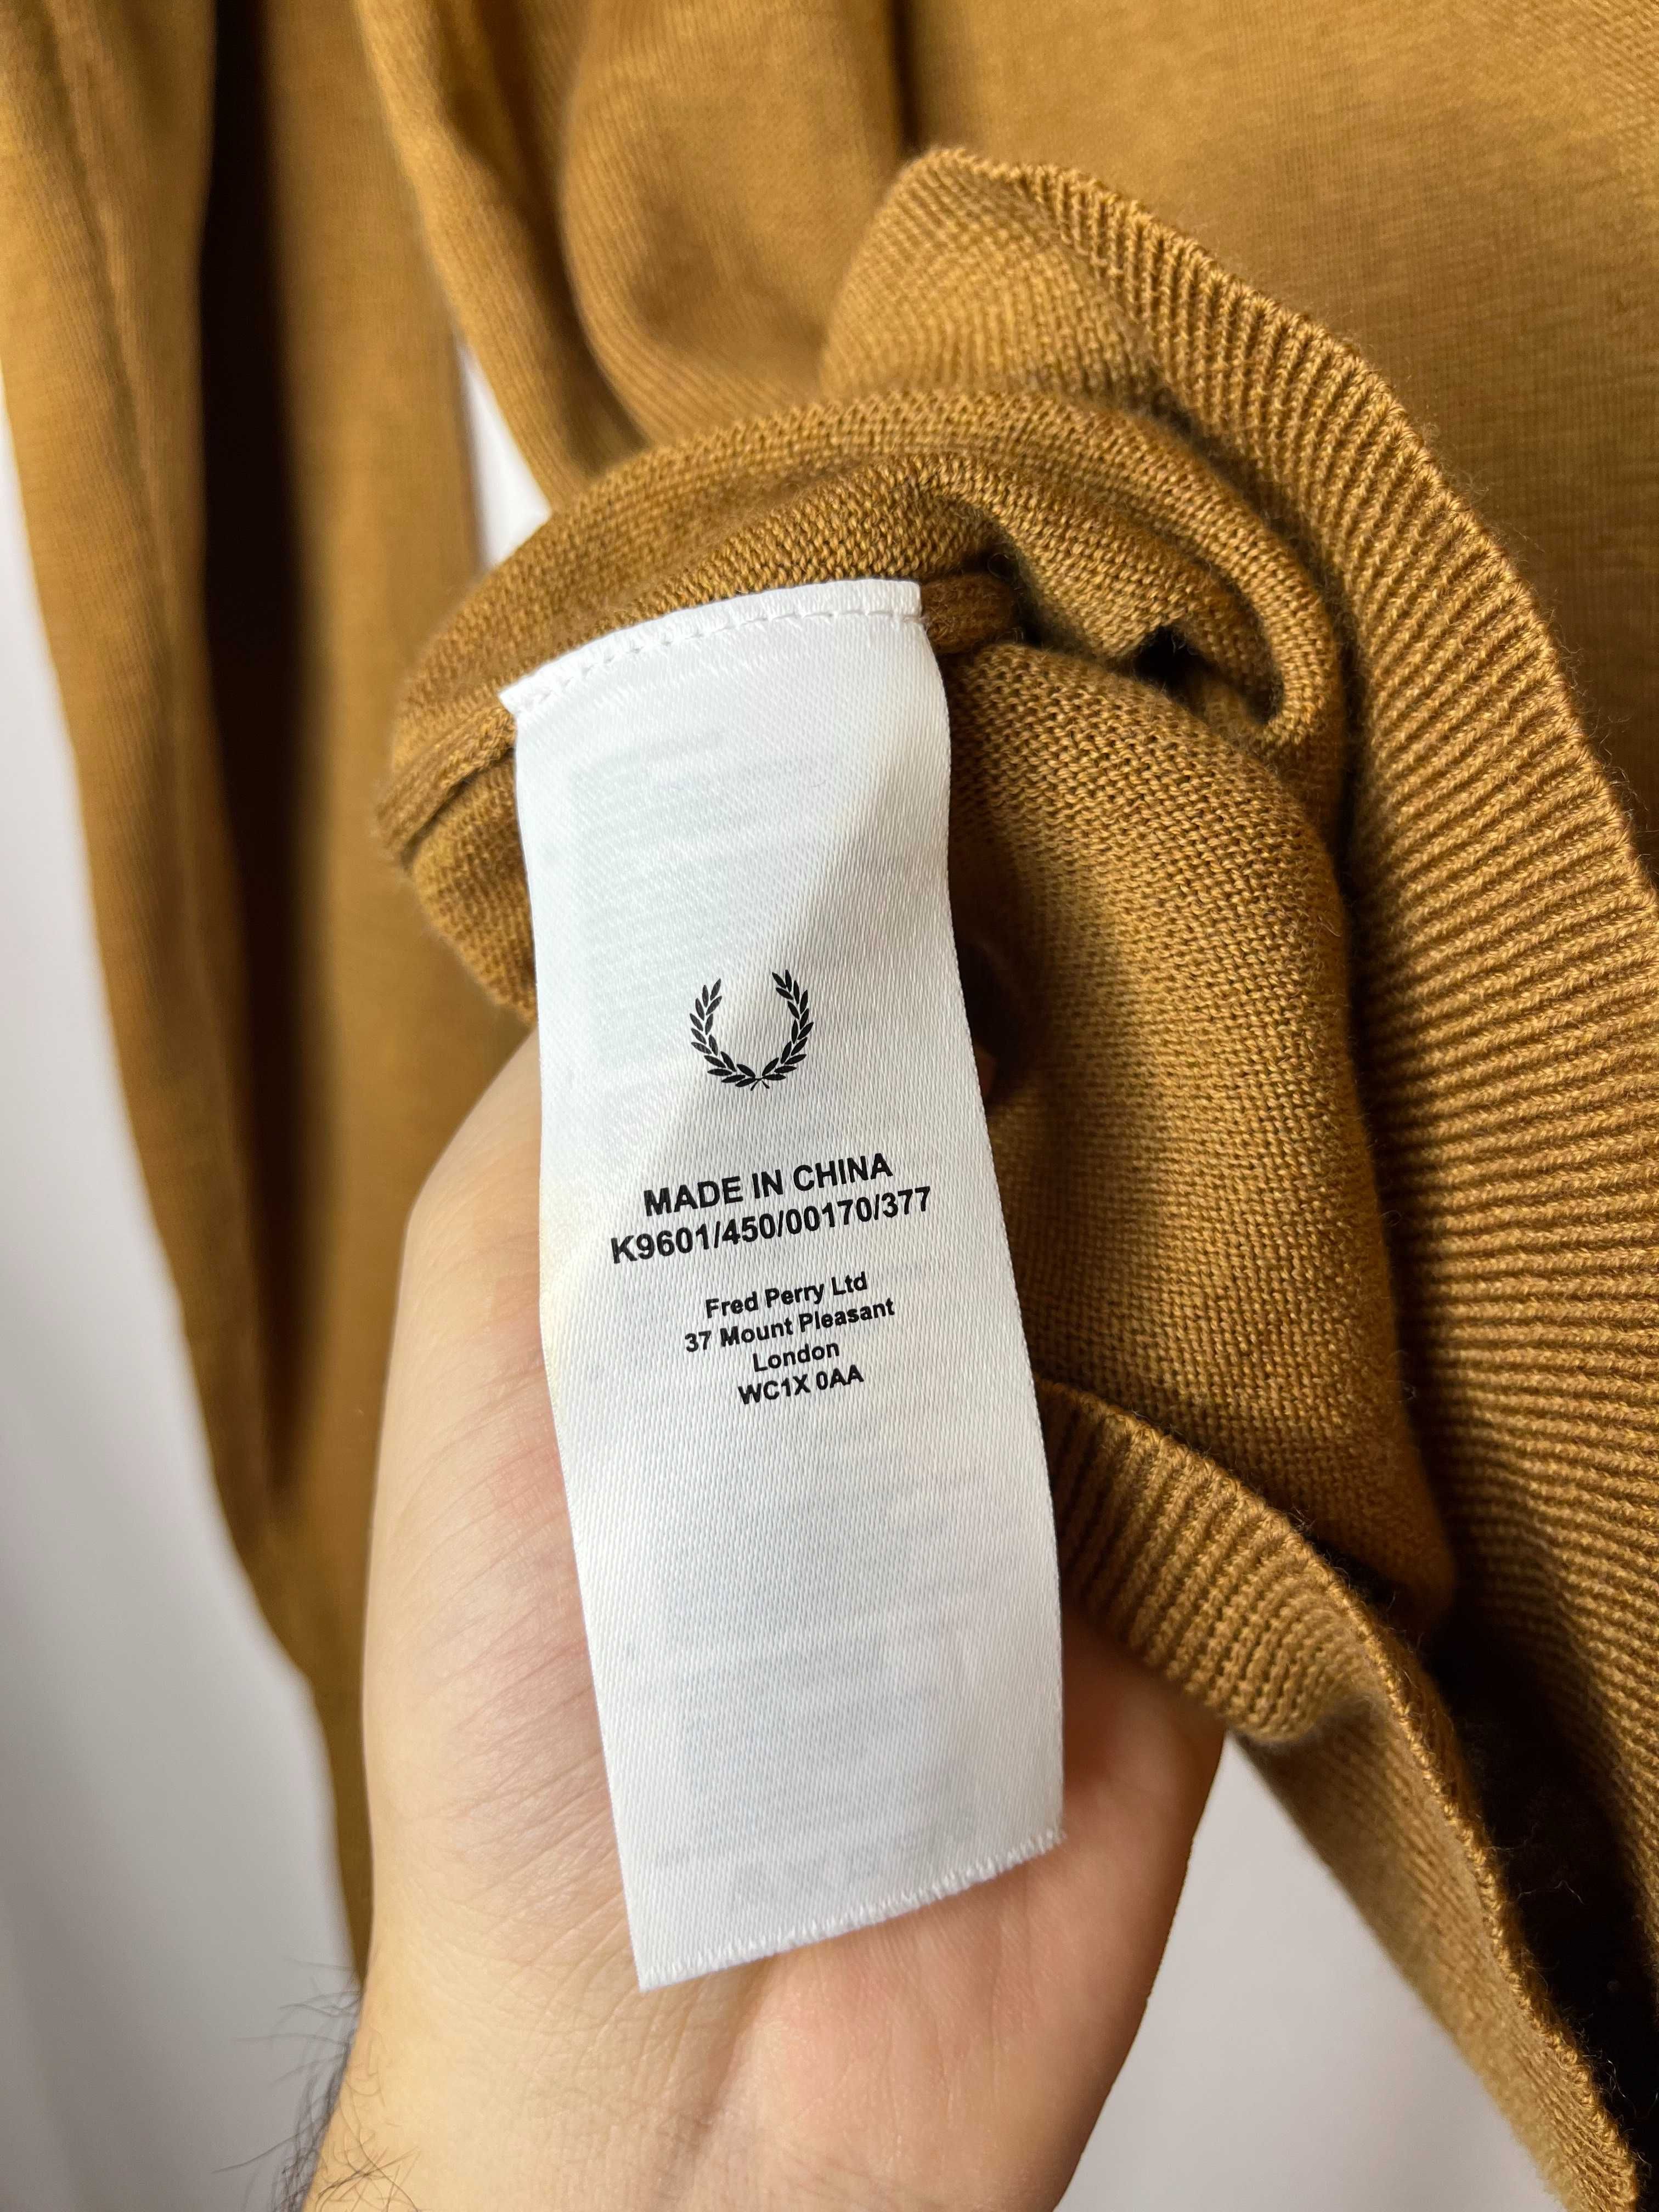 MADE IN CHINA
K9601/450/00170/377
Fred Perry Ltd
37 Mount Pleasant
London
WC1X 0AA